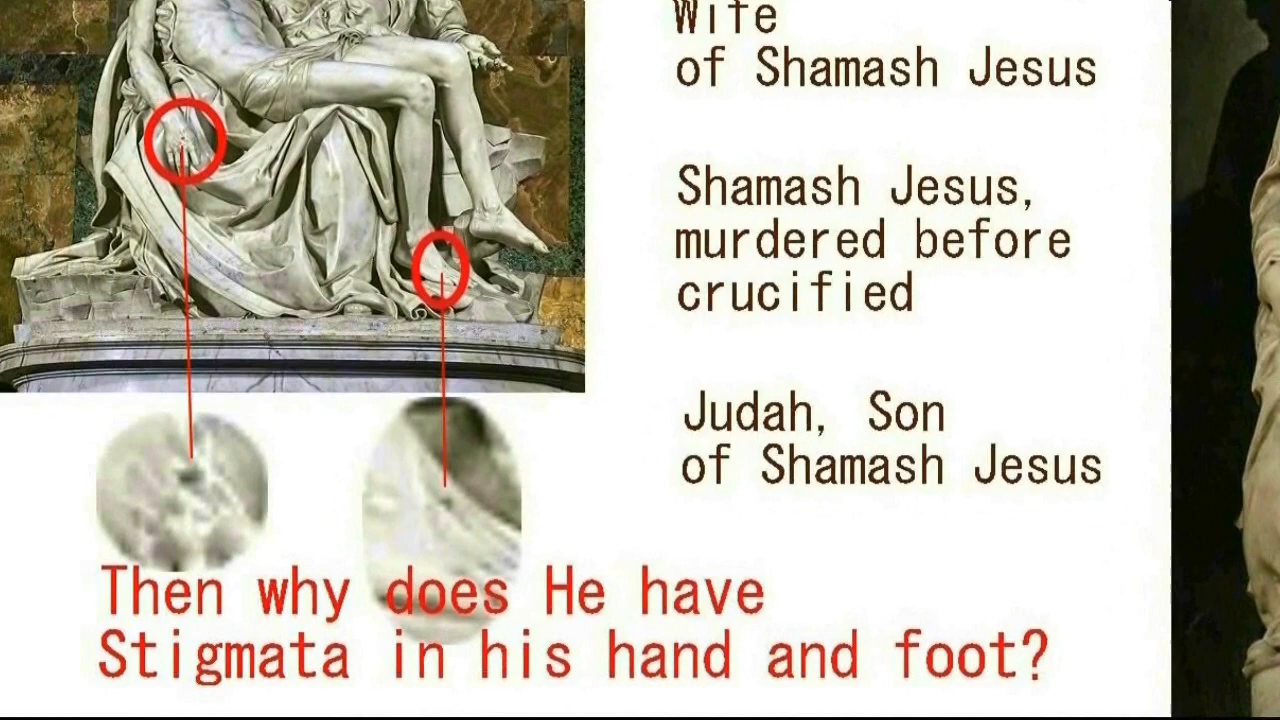 Wife
of Shamash Jesus
Shamash Jesus,
murdered before
crucified
Judah, Son
of Shamash Jesus
Then why does He have
Stigmata in his hand and foot?